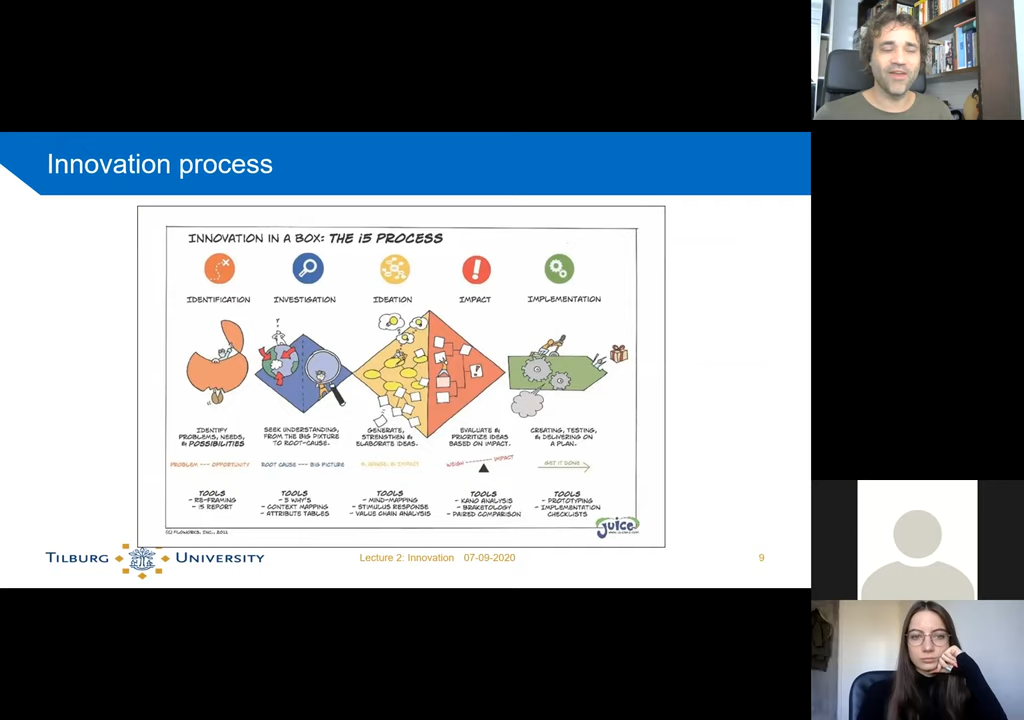 Innovation process
INNOVATION IN A BOX: THE i5 PROCESS
IDENTIFICATION
INVESTIGATION
IDEATION
IMPACT
IMPLEMENTATION
IDENTIFY
PROBLEMS, NEEDS,
& POSSIBILITIES
SEEK UNDERSTANDING,
FROM THE BIG PICTURE
TO ROOT-CAUSE.
GENERATE,
STRENGTHEN &
ELABORATE IDEAS.
EVALUATE &
PRIORITIZE IDEAS
BASED ON IMPACT.
CREATING, TESTING,
& DELIVERING ON
A PLAN.
PROBLEM --- OPPORTUNITY
ROOT CAUSE --- BIG PICTURE
WEIGH --- IMPACT
GET IT DONE
TOOLS
- RE-FRAMING
- i5 REPORT
TOOLS
- 5 WHY'S
- CONTEXT MAPPING
- ATTRIBUTE TABLES
TOOLS
- MIND-MAPPING
- STIMULUS RESPONSE
- VALUE CHAIN ANALYSIS
TOOLS
- KANO ANALYSIS
- BRAKETOLOGY
- PAIRED COMPARISON
TOOLS
- PROTOTYPING
- IMPLEMENTATION
CHECKLISTS
(C) FLOWORKS, INC., 2011
Juice
TILBURG UNIVERSITY
Lecture 2: Innovation 07-09-2020
9